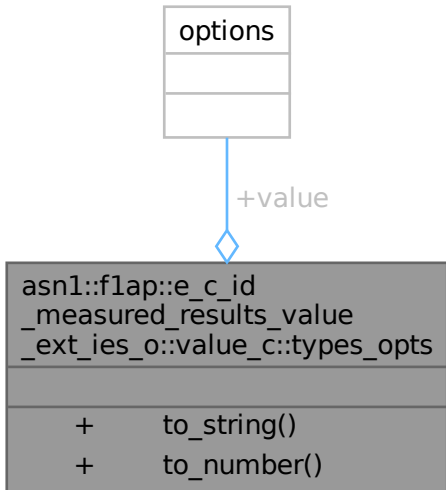 options
+value
asn1::f1ap::e_c_id
_measured_results_value
_ext_ies_o::value_c::types_opts
+ to_string()
+ to_number()